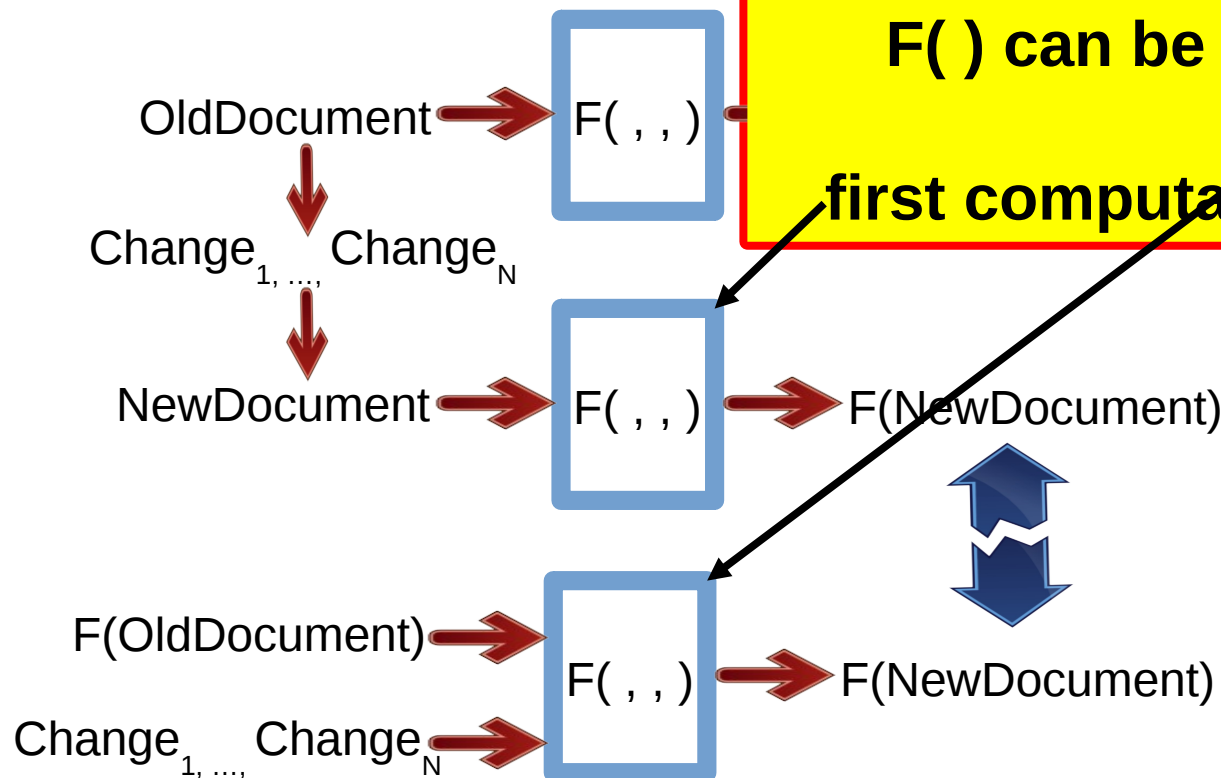 F( ) can be
OldDocument F( , , )
first computa
Change1, ..., ChangeN
NewDocument F( , , ) F(NewDocument)
F(OldDocument)
F( , , ) F(NewDocument)
Change1, ..., ChangeN